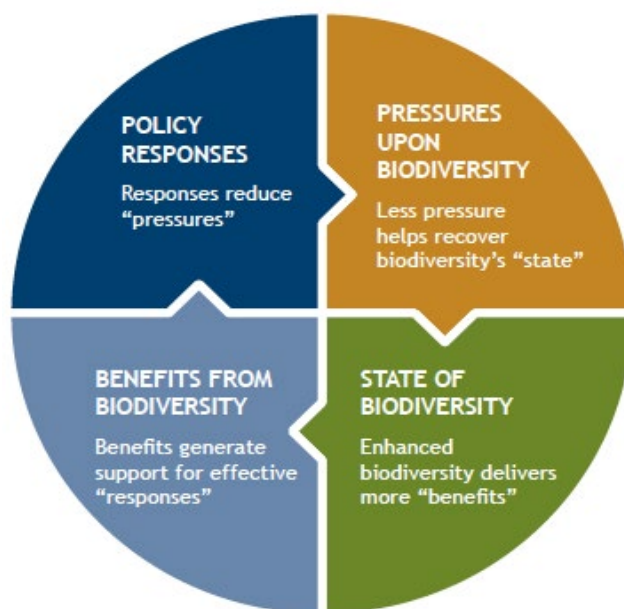 POLICY
RESPONSES
Responses reduce
“pressures”
PRESSURES
UPON
BIODIVERSITY
Less pressure
helps recover
biodiversity’s “state”
STATE OF
BIODIVERSITY
Enhanced
biodiversity delivers
more “benefits”
BENEFITS FROM
BIODIVERSITY
Benefits generate
support for effective
“responses”